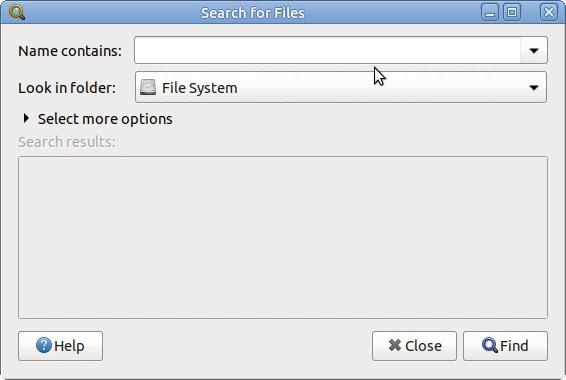 Search for Files
Name contains:
Look in folder: File System
Select more options
Search results:
Help Close Find